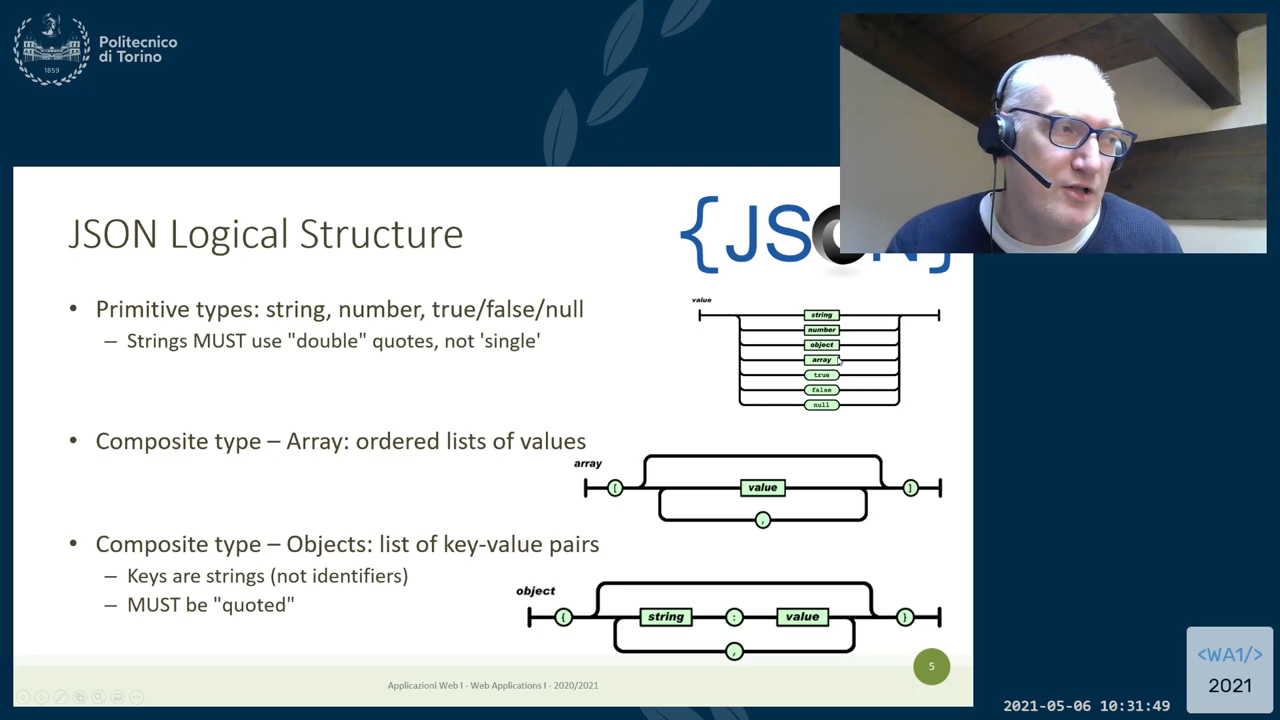 Politecnico
di Torino
1859
JSON Logical Structure
{JSON}
• Primitive types: string, number, true/false/null
– Strings MUST use "double" quotes, not 'single'
value
string
number
object
array
true
false
null
• Composite type – Array: ordered lists of values
array
[
value
]
,
• Composite type – Objects: list of key-value pairs
– Keys are strings (not identifiers)
– MUST be "quoted"
object
{
string
:
value
}
,
5
Applicazioni Web I - Web Applications I - 2020/2021
<WA1/>
2021
2021-05-06 10:31:49